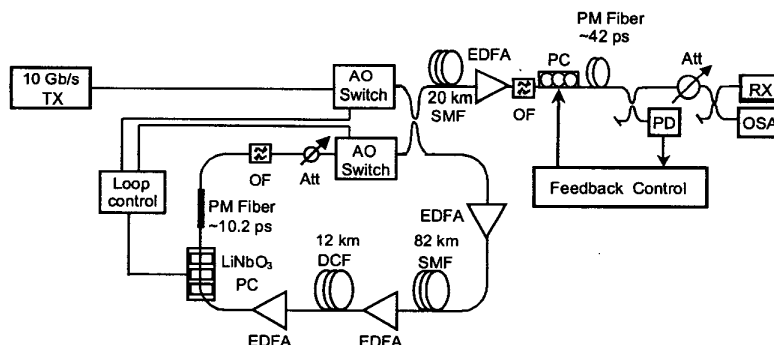 PM Fiber
~42 ps
EDFA
PC
Att
10 Gb/s
TX
AO
Switch
20 km
SMF
OF
RX
PD
OSA
AO
Switch
OF
Att
Loop
control
PM Fiber
~10.2 ps
Feedback Control
EDFA
LiNbO₃
PC
12 km
DCF
82 km
SMF
EDFA
EDFA